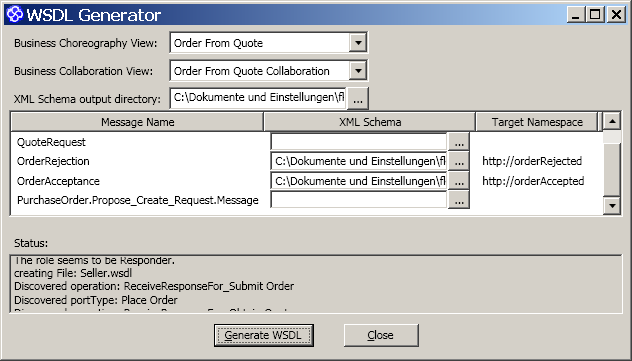 WSDL Generator
Business Choreography View: Order From Quote
Business Collaboration View: Order From Quote Collaboration
XML Schema output directory: C:\Dokumente und Einstellungen\fl ...
Message Name XML Schema Target Namespace
QuoteRequest ...
OrderRejection C:\Dokumente und Einstellungen\fl ... http://orderRejected
OrderAcceptance C:\Dokumente und Einstellungen\fl ... http://orderAccepted
PurchaseOrder.Propose_Create_Request.Message ...
Status:
The role seems to be Responder.
creating File: Seller.wsdl
Discovered operation: ReceiveResponseFor_Submit Order
Discovered portType: Place Order
Generate WSDL Close